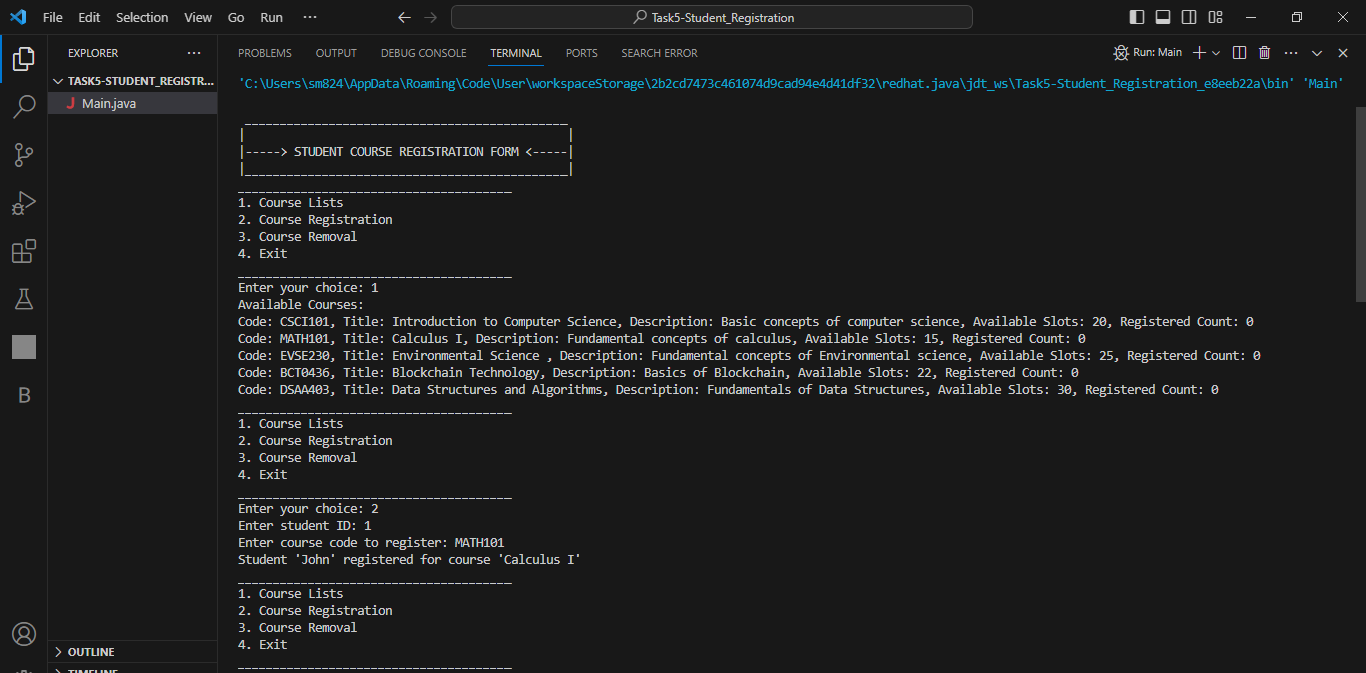 File Edit Selection View Go Run ··· Task5-Student_Registration
EXPLORER ···
TASK5-STUDENT_REGISTR...
J Main.java
OUTLINE
TIMELINE
B
PROBLEMS OUTPUT DEBUG CONSOLE TERMINAL PORTS SEARCH ERROR Run: Main
'C:\Users\sm824\AppData\Roaming\Code\User\workspaceStorage\2b2cd7473c461074d9cad94e4d41df32\redhat.java\jdt_ws\Task5-Student_Registration_e8eeb22a\bin' 'Main'
|-----> STUDENT COURSE REGISTRATION FORM <-----|
1. Course Lists
2. Course Registration
3. Course Removal
4. Exit
Enter your choice: 1
Available Courses:
Code: CSCI101, Title: Introduction to Computer Science, Description: Basic concepts of computer science, Available Slots: 20, Registered Count: 0
Code: MATH101, Title: Calculus I, Description: Fundamental concepts of calculus, Available Slots: 15, Registered Count: 0
Code: EVSE230, Title: Environmental Science , Description: Fundamental concepts of Environmental science, Available Slots: 25, Registered Count: 0
Code: BCT0436, Title: Blockchain Technology, Description: Basics of Blockchain, Available Slots: 22, Registered Count: 0
Code: DSAA403, Title: Data Structures and Algorithms, Description: Fundamentals of Data Structures, Available Slots: 30, Registered Count: 0
1. Course Lists
2. Course Registration
3. Course Removal
4. Exit
Enter your choice: 2
Enter student ID: 1
Enter course code to register: MATH101
Student 'John' registered for course 'Calculus I'
1. Course Lists
2. Course Registration
3. Course Removal
4. Exit